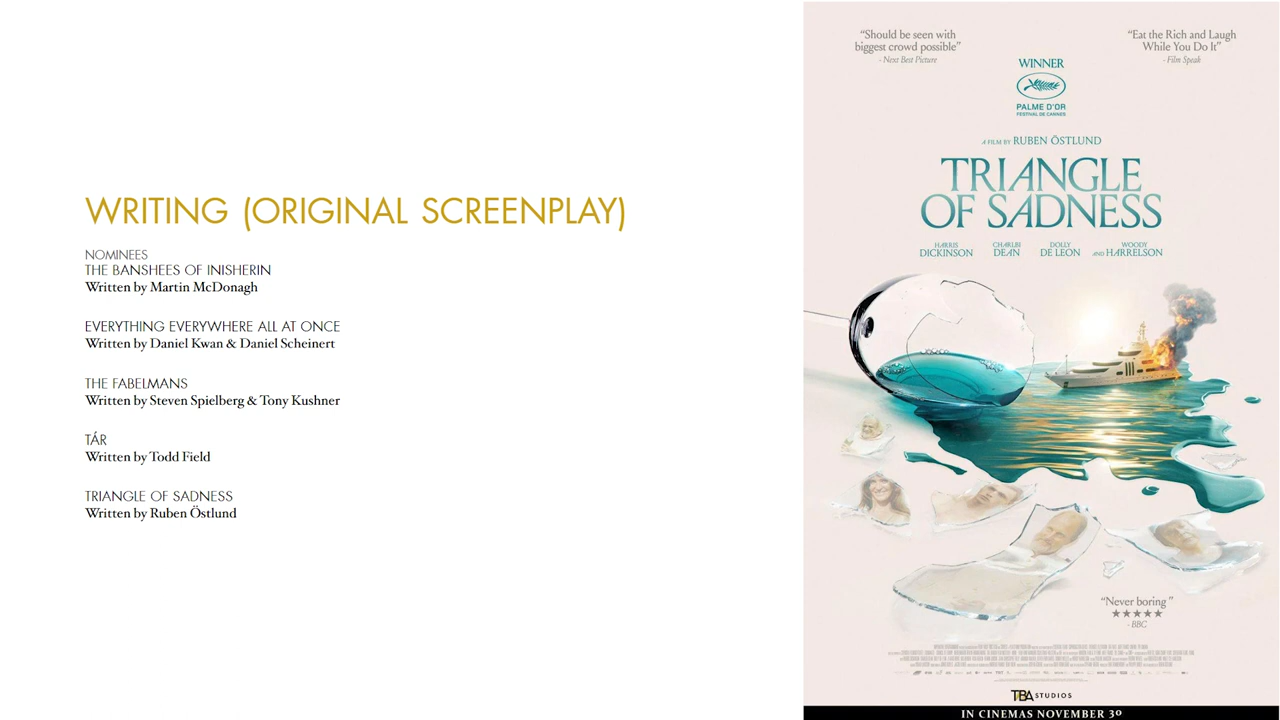 WRITING (ORIGINAL SCREENPLAY)
NOMINEES
THE BANSHEES OF INISHERIN
Written by Martin McDonagh
EVERYTHING EVERYWHERE ALL AT ONCE
Written by Daniel Kwan & Daniel Scheinert
THE FABELMANS
Written by Steven Spielberg & Tony Kushner
TÁR
Written by Todd Field
TRIANGLE OF SADNESS
Written by Ruben Östlund
“Should be seen with
biggest crowd possible”
- Next Best Picture
“Eat the Rich and Laugh
While You Do It”
- Film Speak
WINNER
PALME D'OR
FESTIVAL DE CANNES
A FILM BY RUBEN ÖSTLUND
TRIANGLE
OF SADNESS
HARRIS DICKINSON CHARLBI DEAN DOLLY DE LEON AND WOODY HARRELSON
“Never boring”
★★★★★
- BBC
TBA STUDIOS
IN CINEMAS NOVEMBER 30